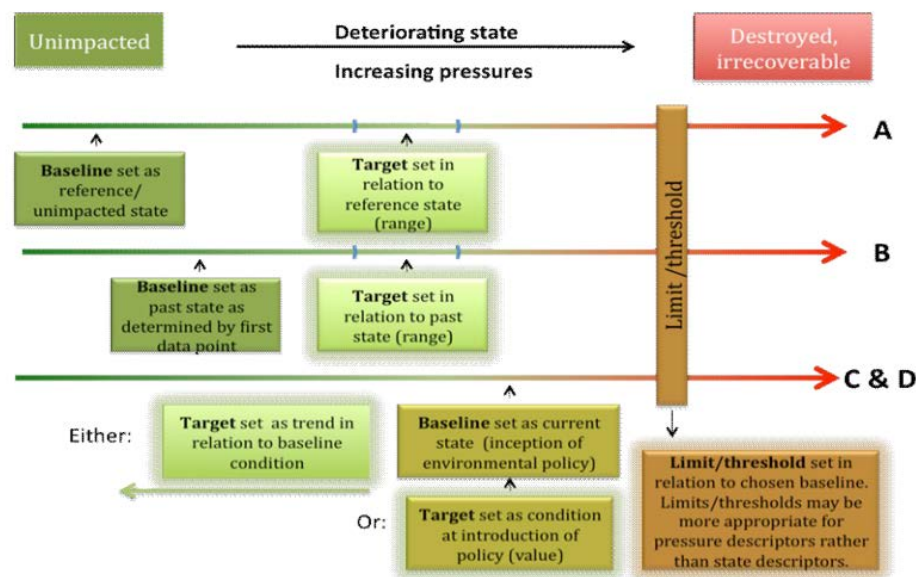 Unimpacted
Deteriorating state
Increasing pressures
Destroyed,
irrecoverable
A
Baseline set as
reference/
unimpacted state
Target set in
relation to
reference state
(range)
Limit /threshold
B
Baseline set as
past state as
determined by first
data point
Target set in
relation to past
state (range)
C & D
Either:
Target set as trend in
relation to baseline
condition
Baseline set as current
state (inception of
environmental policy)
Or:
Target set as condition
at introduction of
policy (value)
Limit/threshold set in
relation to chosen baseline.
Limits/thresholds may be
more appropriate for
pressure descriptors rather
than state descriptors.